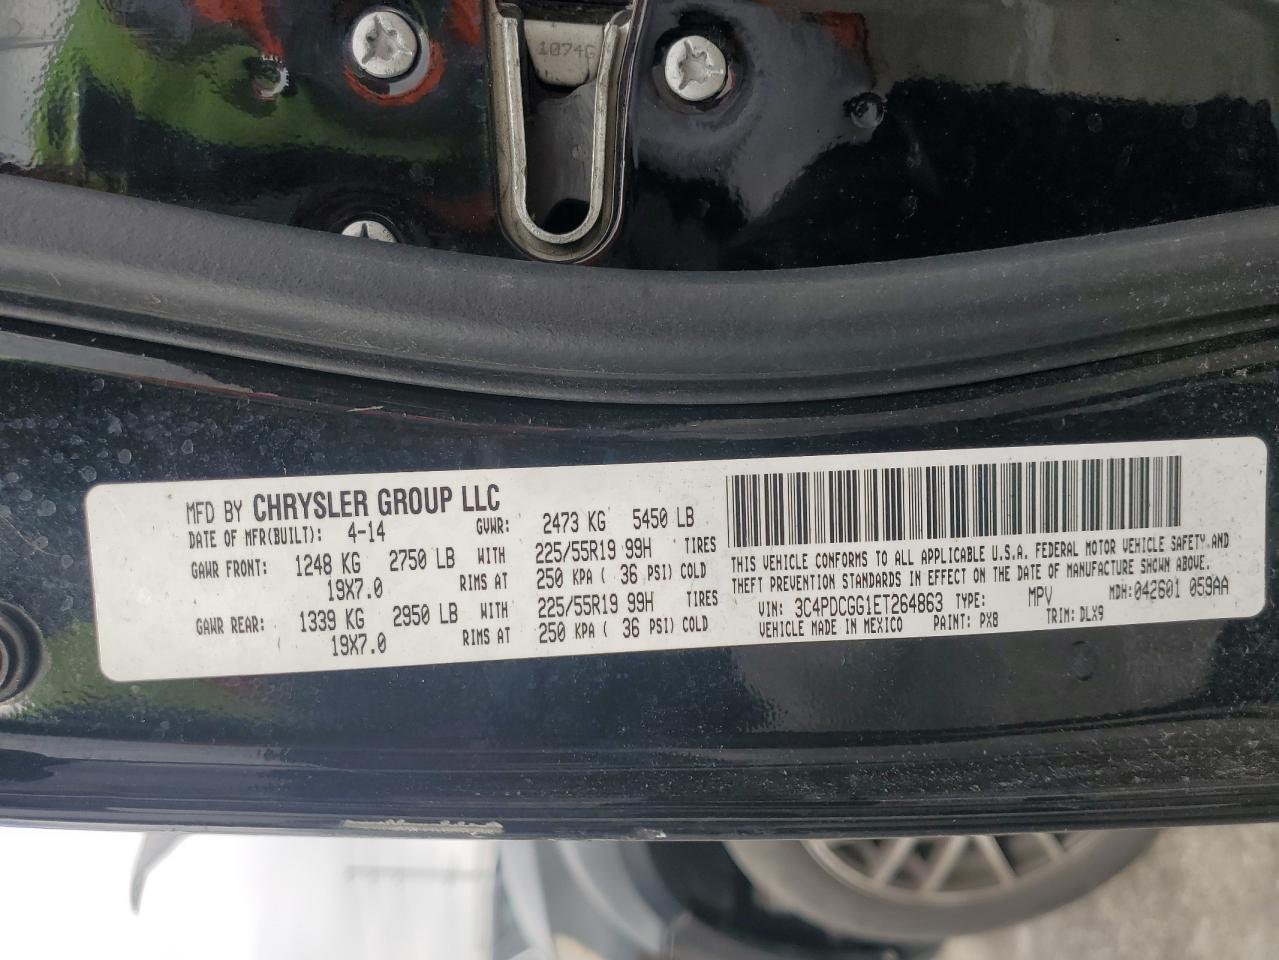 1074G
MFD BY CHRYSLER GROUP LLC
DATE OF MFR(BUILT): 4-14 GVWR: 2473 KG 5450 LB
GAWR FRONT: 1248 KG 2750 LB WITH 225/55R19 99H TIRES
19X7.0 RIMS AT 250 KPA ( 36 PSI) COLD
GAWR REAR: 1339 KG 2950 LB WITH 225/55R19 99H TIRES
19X7.0 RIMS AT 250 KPA ( 36 PSI) COLD
THIS VEHICLE CONFORMS TO ALL APPLICABLE U.S.A. FEDERAL MOTOR VEHICLE SAFETY, AND
THEFT PREVENTION STANDARDS IN EFFECT ON THE DATE OF MANUFACTURE SHOWN ABOVE.
VIN: 3C4PDCGG1ET264863 TYPE: MPV MDH: 042601 059AA
VEHICLE MADE IN MEXICO PAINT: PX8 TRIM: DLX9